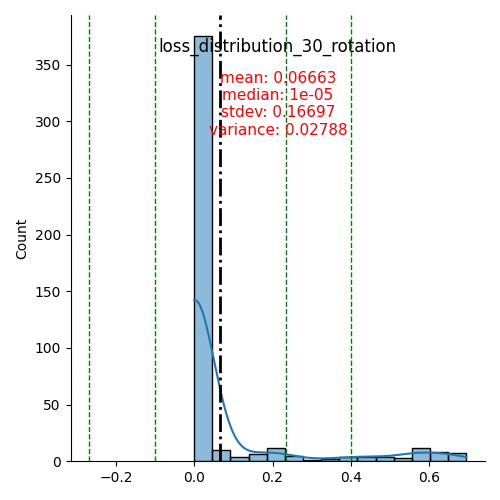 loss_distribution_30_rotation
mean: 0.06663
median: 1e-05
stdev: 0.16697
variance: 0.02788
Count
350
300
250
200
150
100
50
0
−0.2
0.0
0.2
0.4
0.6